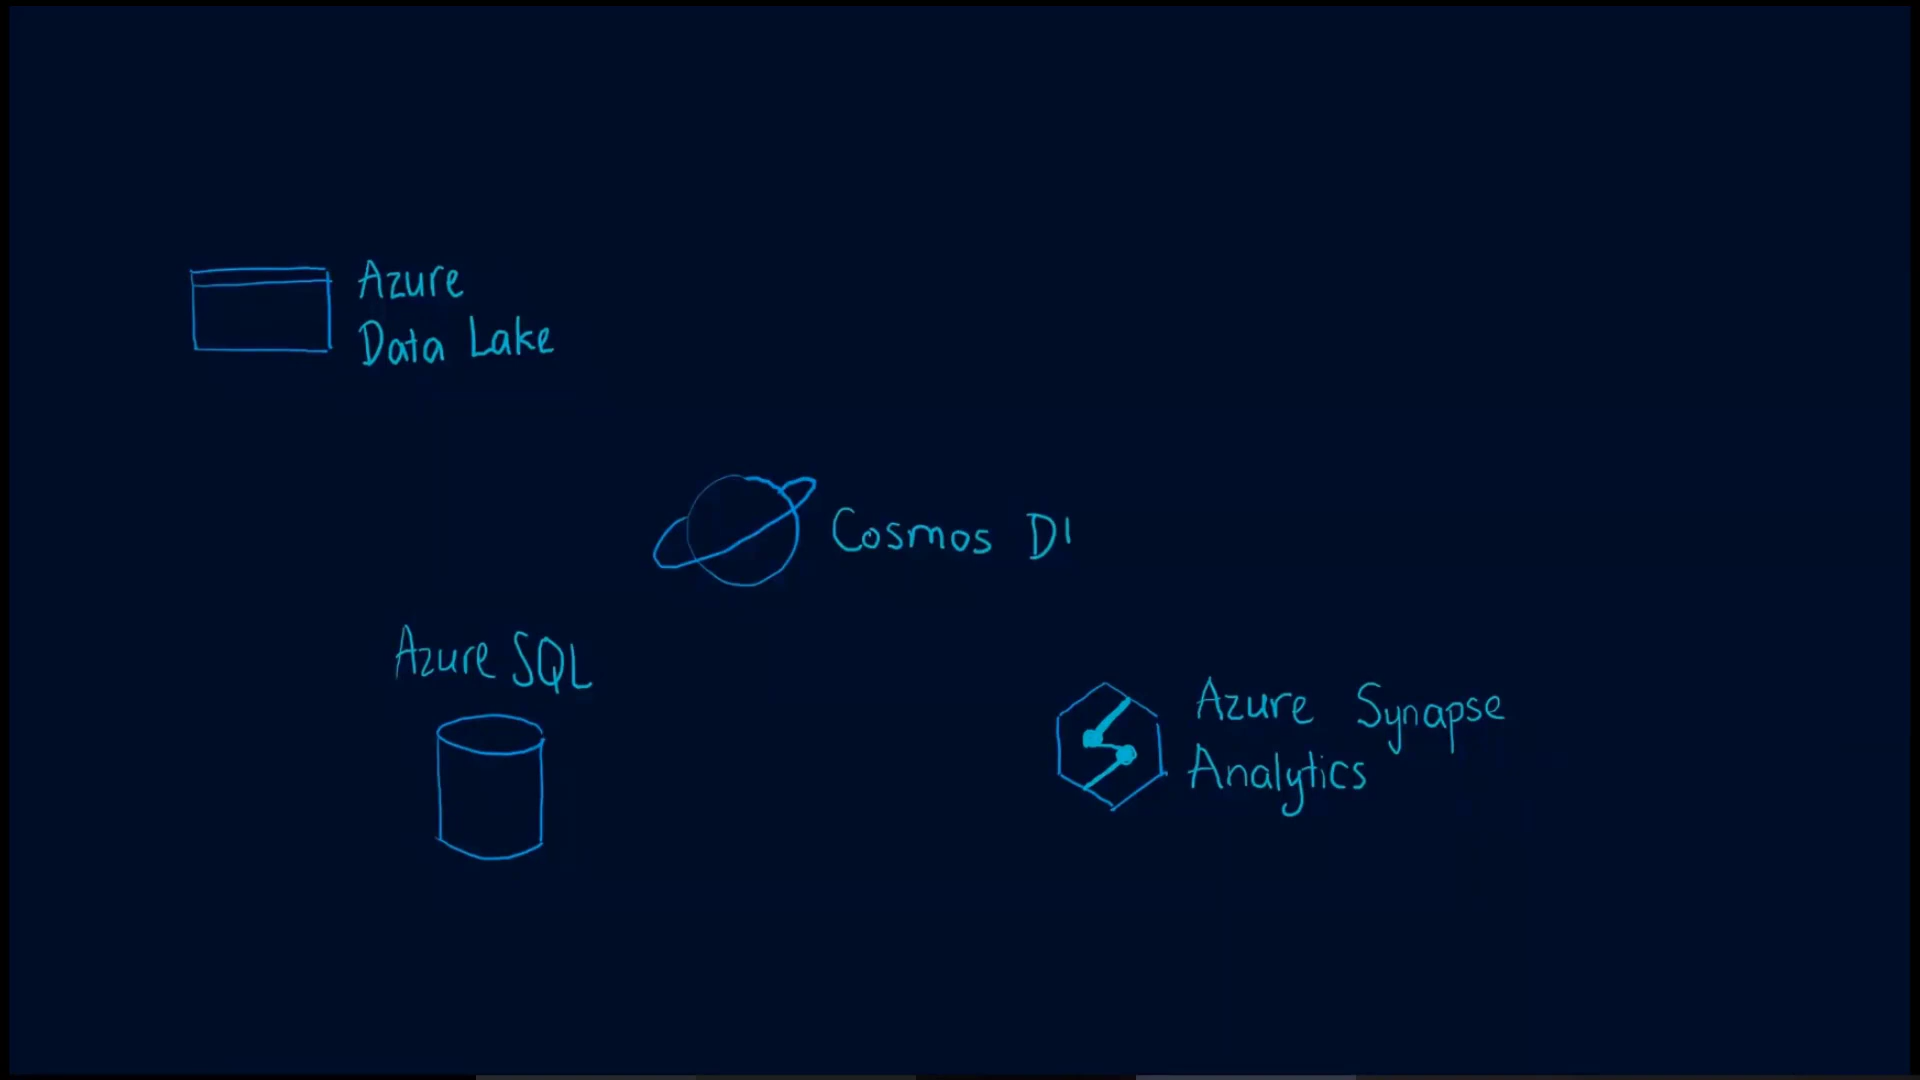 Azure
Data Lake
Cosmos D
Azure SQL
Azure Synapse
Analytics